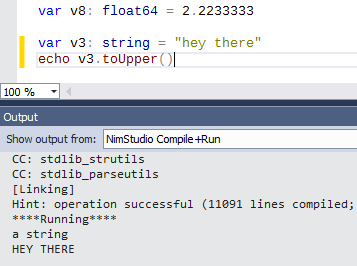 var v8: float64 = 2.2233333
var v3: string = "hey there"
echo v3.toUpper()
100 %
Output
Show output from: NimStudio Compile+Run
CC: stdlib_strutils
CC: stdlib_parseutils
[Linking]
Hint: operation successful (11091 lines compiled;
****Running****
a string
HEY THERE